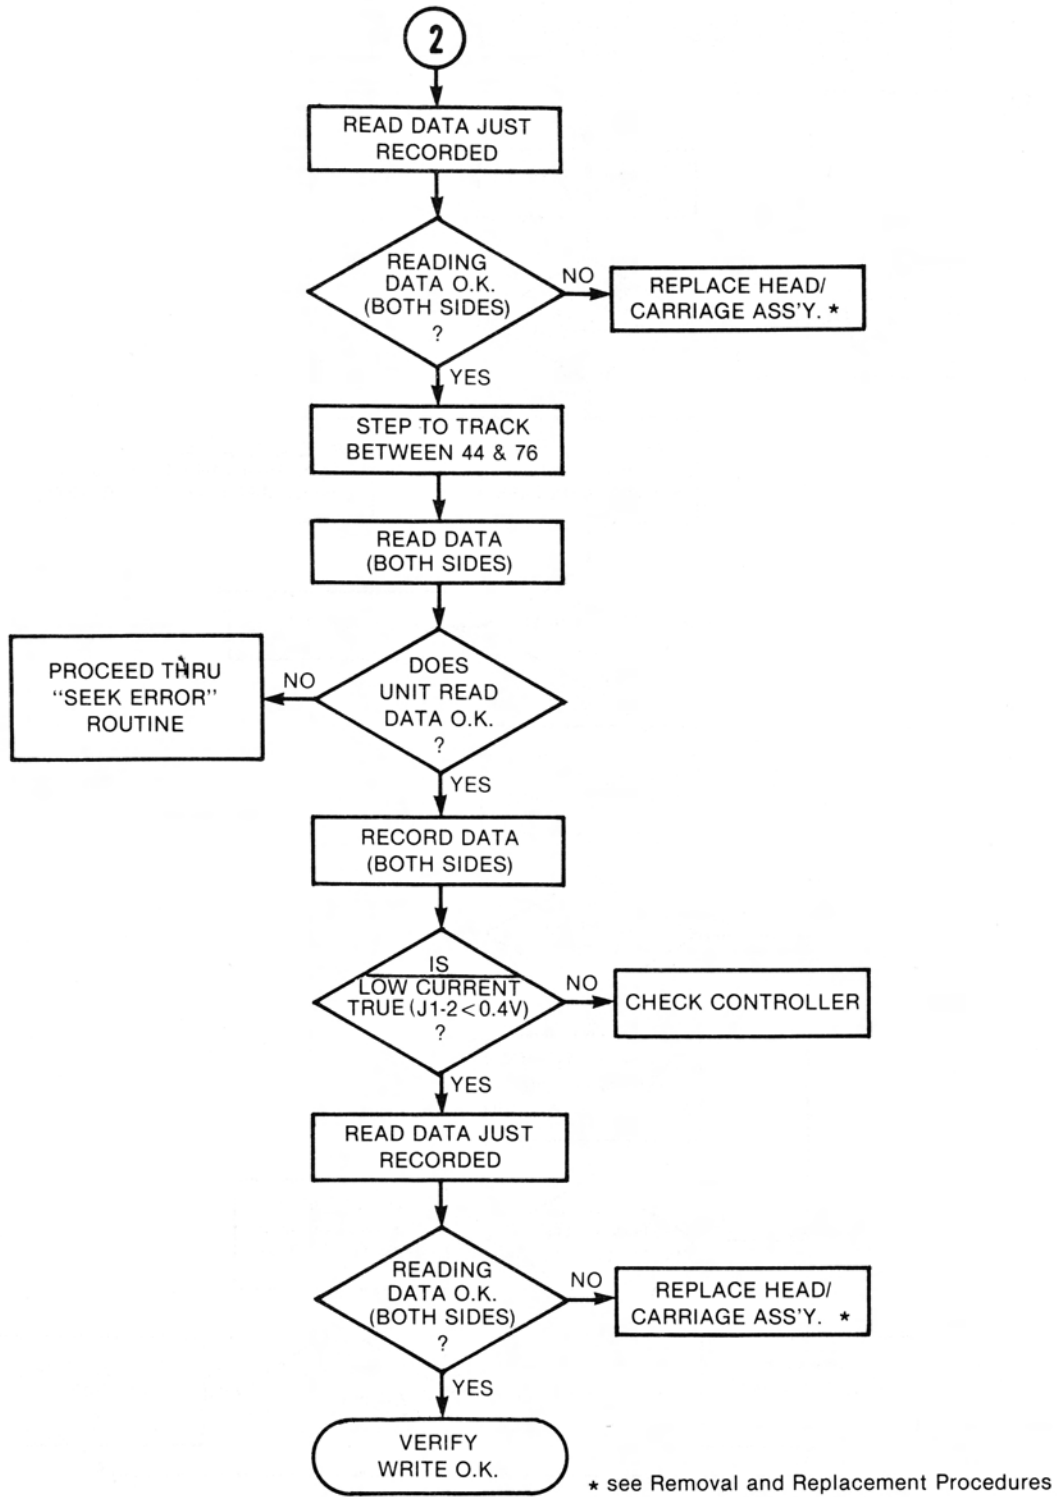 2
READ DATA JUST
RECORDED
READING
DATA O.K.
(BOTH SIDES)
?
NO
REPLACE HEAD/
CARRIAGE ASS'Y. *
YES
STEP TO TRACK
BETWEEN 44 & 76
READ DATA
(BOTH SIDES)
DOES
UNIT READ
DATA O.K.
?
NO
PROCEED THRU
“SEEK ERROR”
ROUTINE
YES
RECORD DATA
(BOTH SIDES)
IS
LOW CURRENT
TRUE (J1-2<0.4V)
?
NO
CHECK CONTROLLER
YES
READ DATA JUST
RECORDED
READING
DATA O.K.
(BOTH SIDES)
?
NO
REPLACE HEAD/
CARRIAGE ASS'Y. *
YES
VERIFY
WRITE O.K.
* see Removal and Replacement Procedures